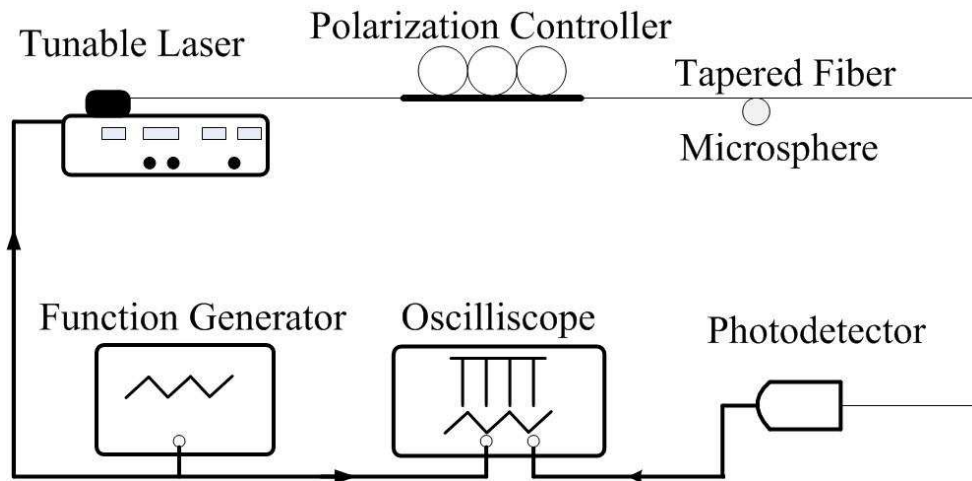 Tunable Laser
Polarization Controller
Tapered Fiber
Microsphere
Function Generator
Oscilliscope
Photodetector